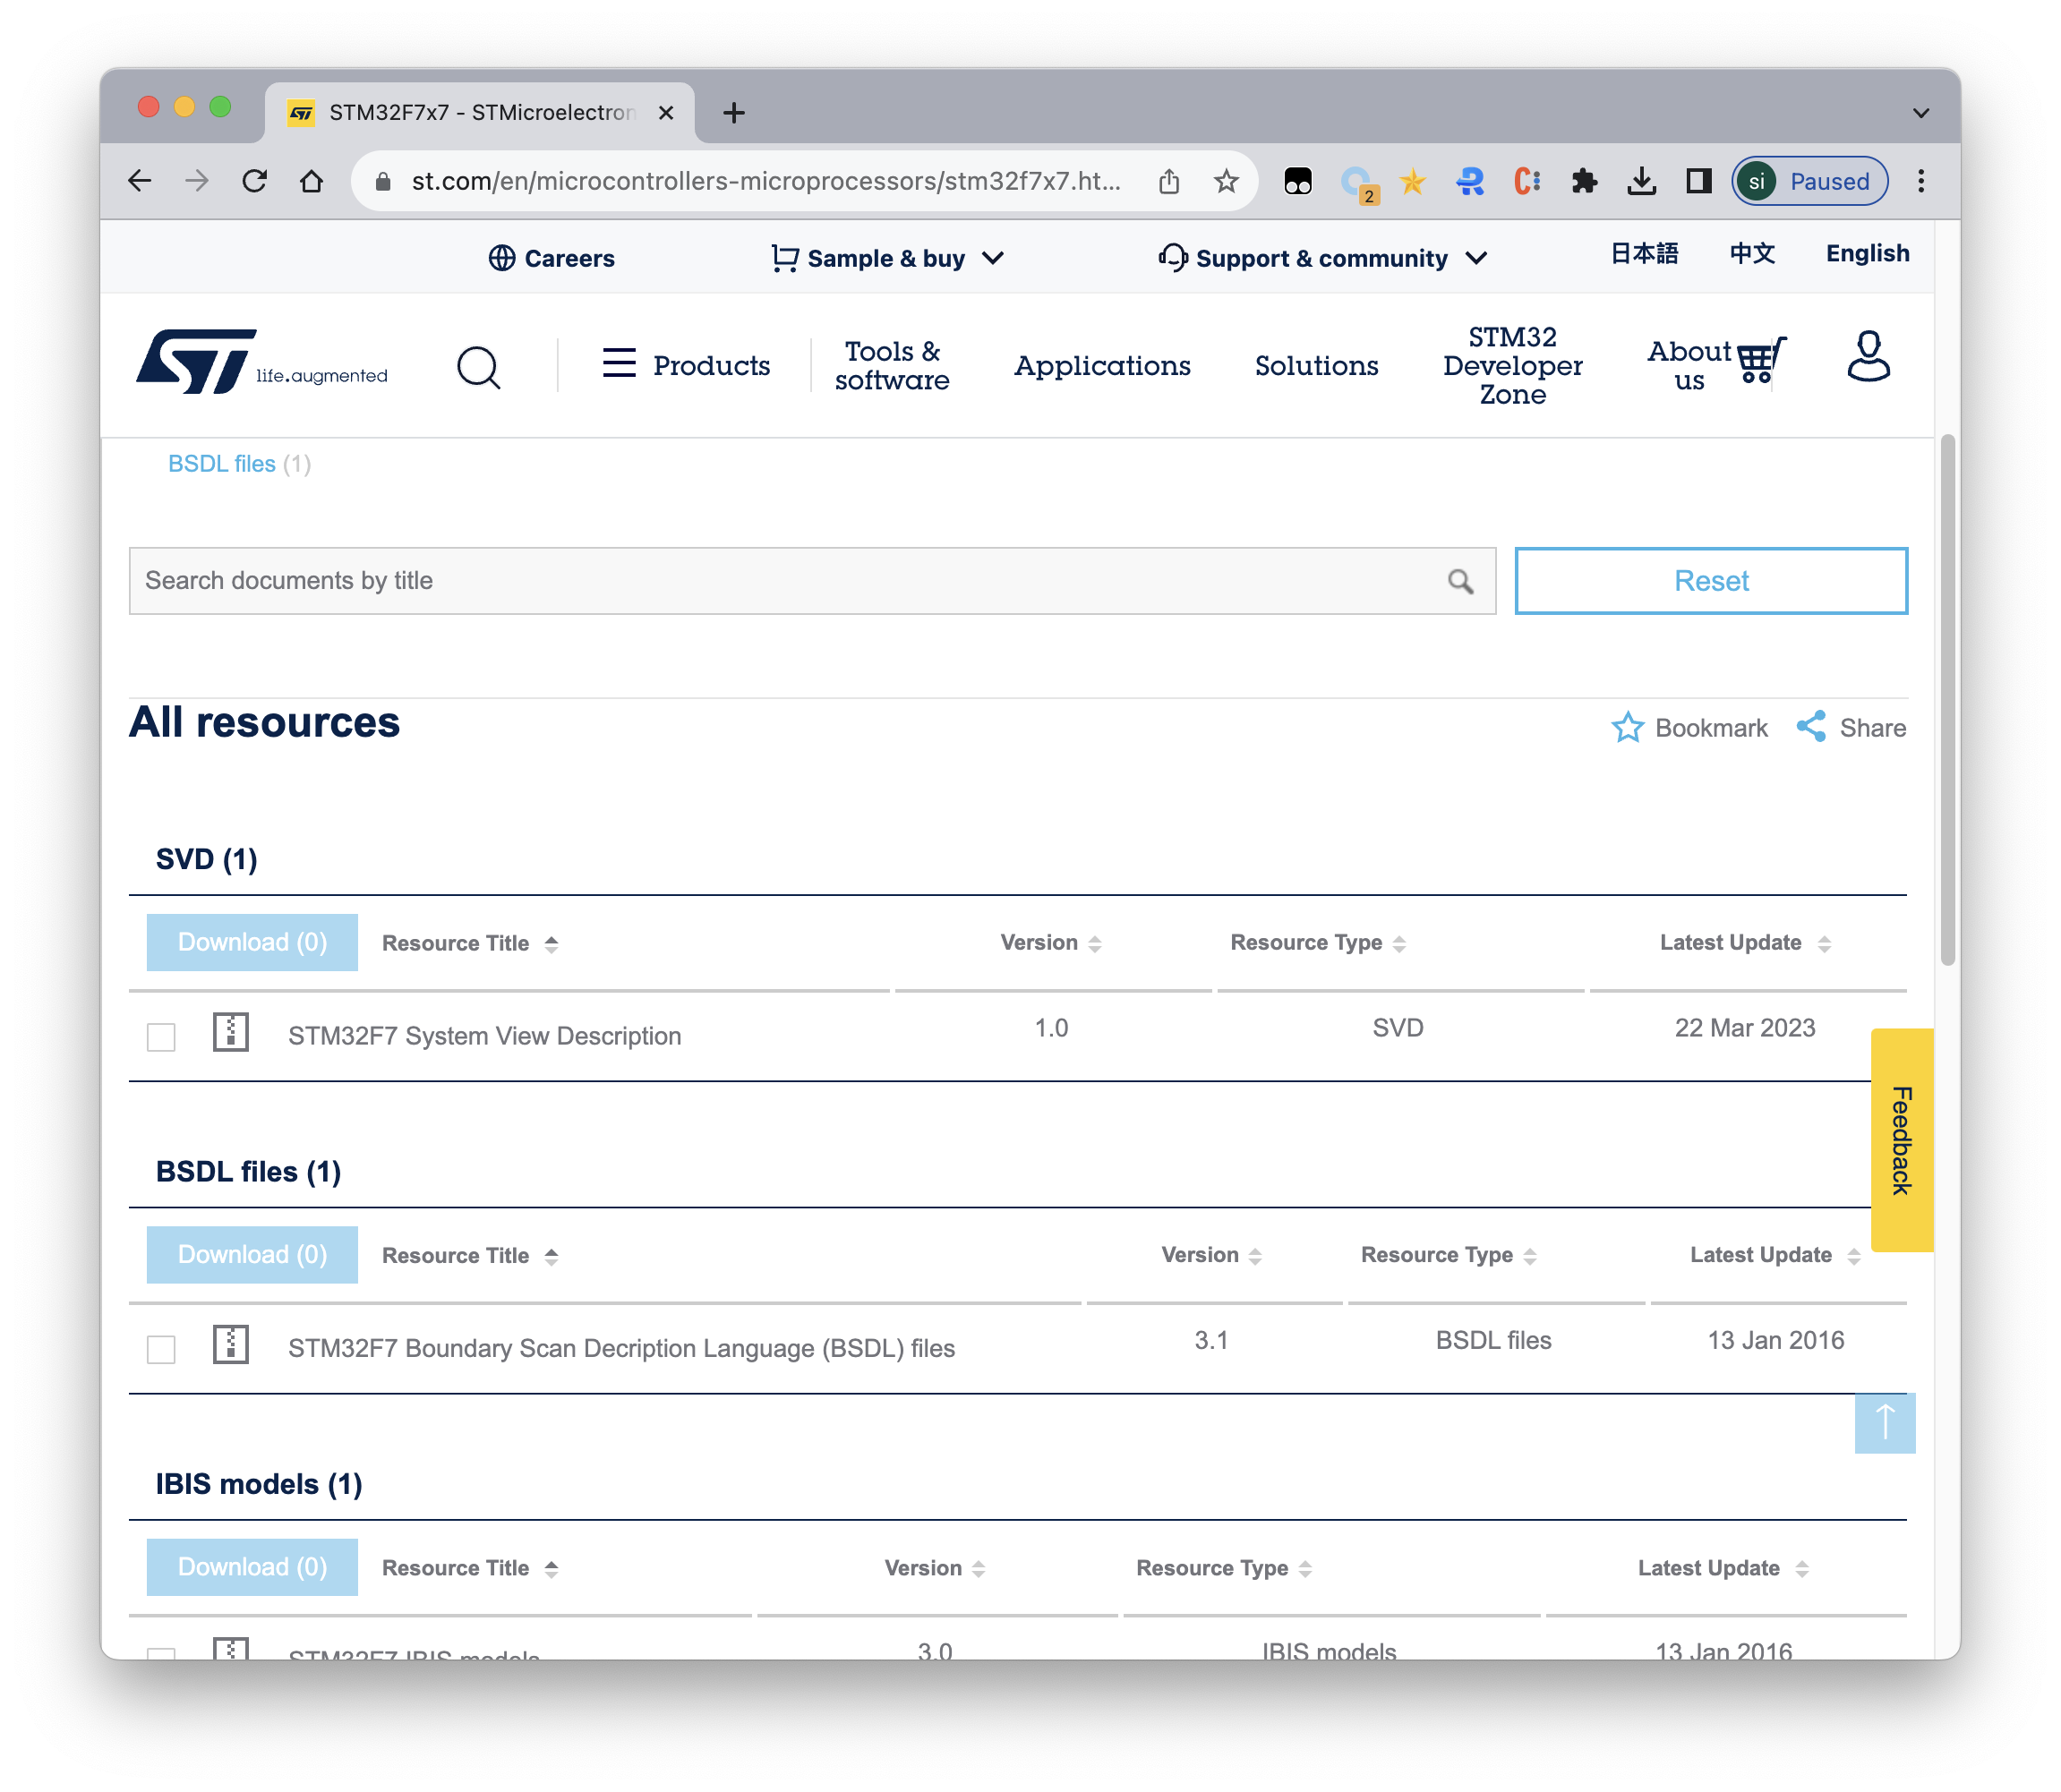 STM32F7x7 - STMicroelectron
st.com/en/microcontrollers-microprocessors/stm32f7x7.ht...
2
si Paused
Careers
Sample & buy
Support & community
日本語 中文 English
ST life.augmented
Products
Tools & software
Applications
Solutions
STM32 Developer Zone
About us
BSDL files (1)
Search documents by title
Reset
All resources
Bookmark Share
SVD (1)
Download (0) Resource Title Version Resource Type Latest Update
STM32F7 System View Description 1.0 SVD 22 Mar 2023
Feedback
BSDL files (1)
Download (0) Resource Title Version Resource Type Latest Update
STM32F7 Boundary Scan Decription Language (BSDL) files 3.1 BSDL files 13 Jan 2016
IBIS models (1)
Download (0) Resource Title Version Resource Type Latest Update
STM32F7 IBIS models 3.0 IBIS models 13 Jan 2016